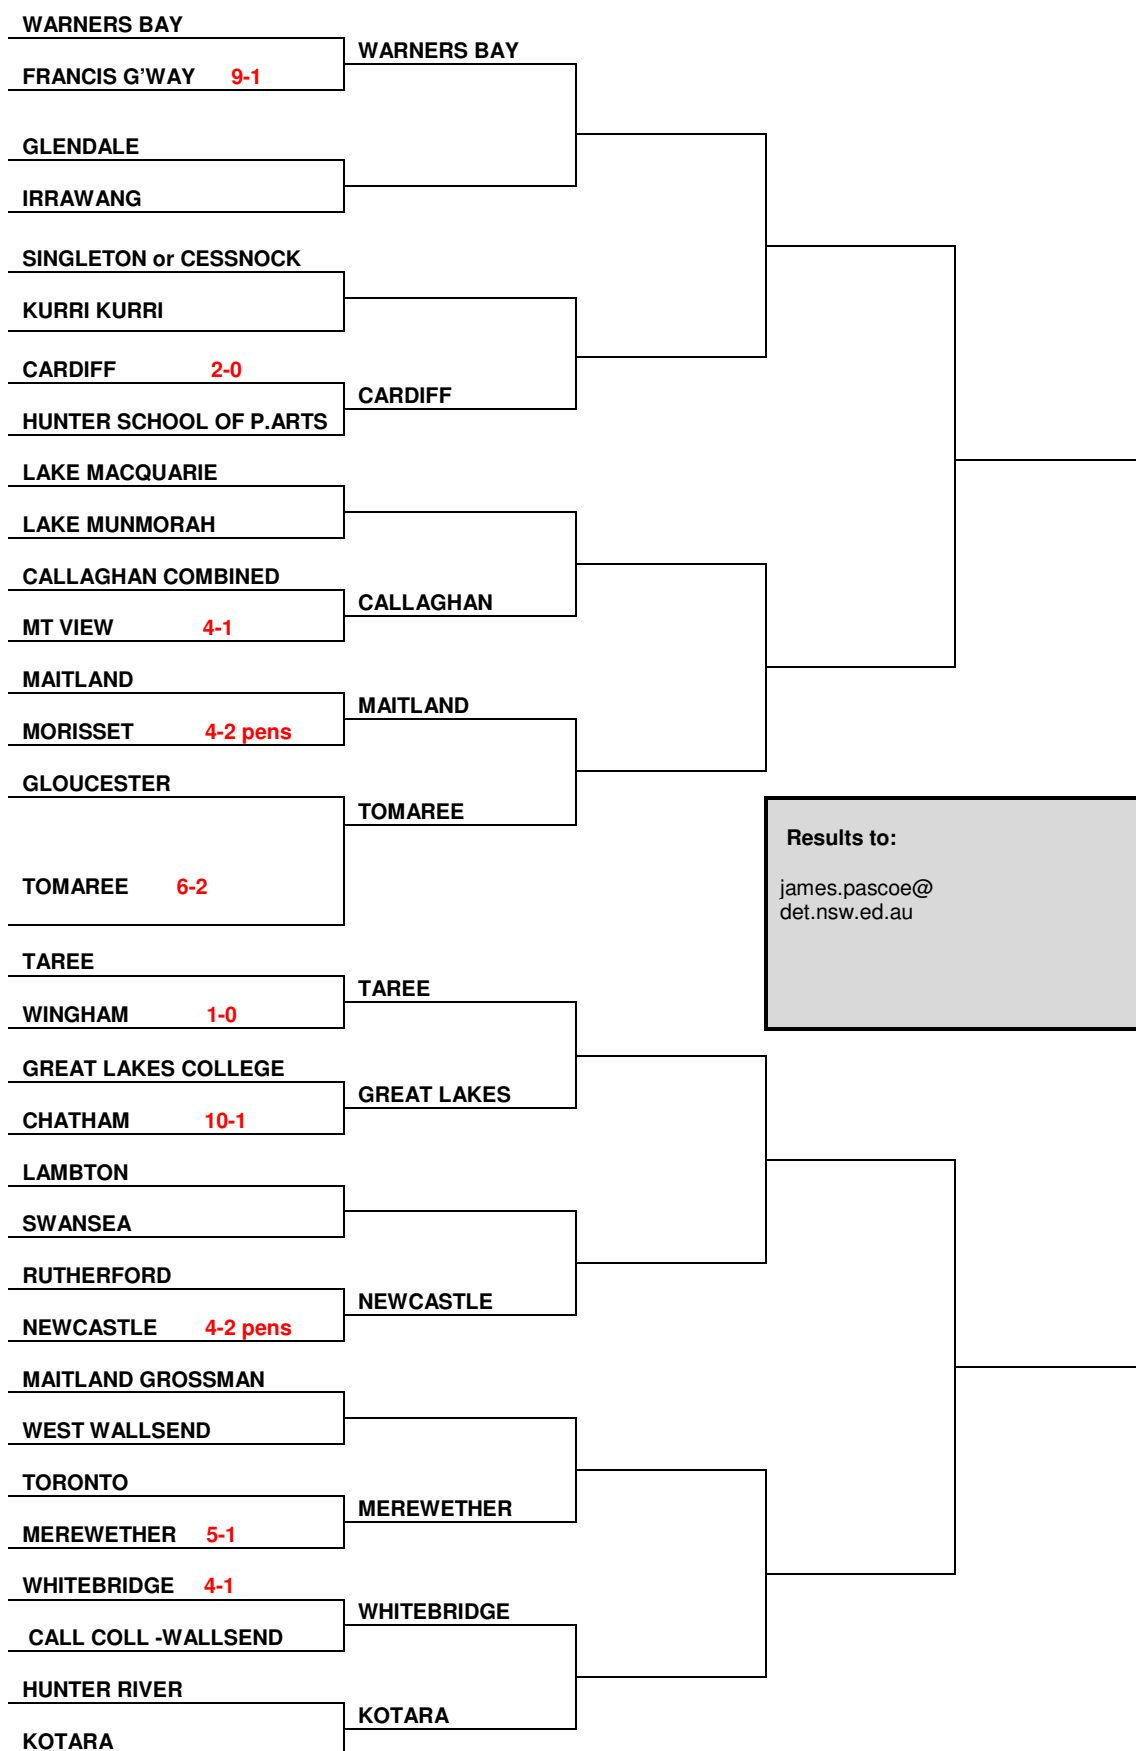 WARNERS BAY
WARNERS BAY
FRANCIS G’WAY 9-1
GLENDALE
IRRAWANG
SINGLETON or CESSNOCK
KURRI KURRI
CARDIFF 2-0
CARDIFF
HUNTER SCHOOL OF P.ARTS
LAKE MACQUARIE
LAKE MUNMORAH
CALLAGHAN COMBINED
CALLAGHAN
MT VIEW 4-1
MAITLAND
MAITLAND
MORISSET 4-2 pens
GLOUCESTER
TOMAREE
Results to:
TOMAREE 6-2
james.pascoe@
det.nsw.ed.au
TAREE
TAREE
WINGHAM 1-0
GREAT LAKES COLLEGE
GREAT LAKES
CHATHAM 10-1
LAMBTON
SWANSEA
RUTHERFORD
NEWCASTLE
NEWCASTLE 4-2 pens
MAITLAND GROSSMAN
WEST WALLSEND
TORONTO
MEREWETHER
MEREWETHER 5-1
WHITEBRIDGE 4-1
WHITEBRIDGE
CALL COLL -WALLSEND
HUNTER RIVER
KOTARA
KOTARA